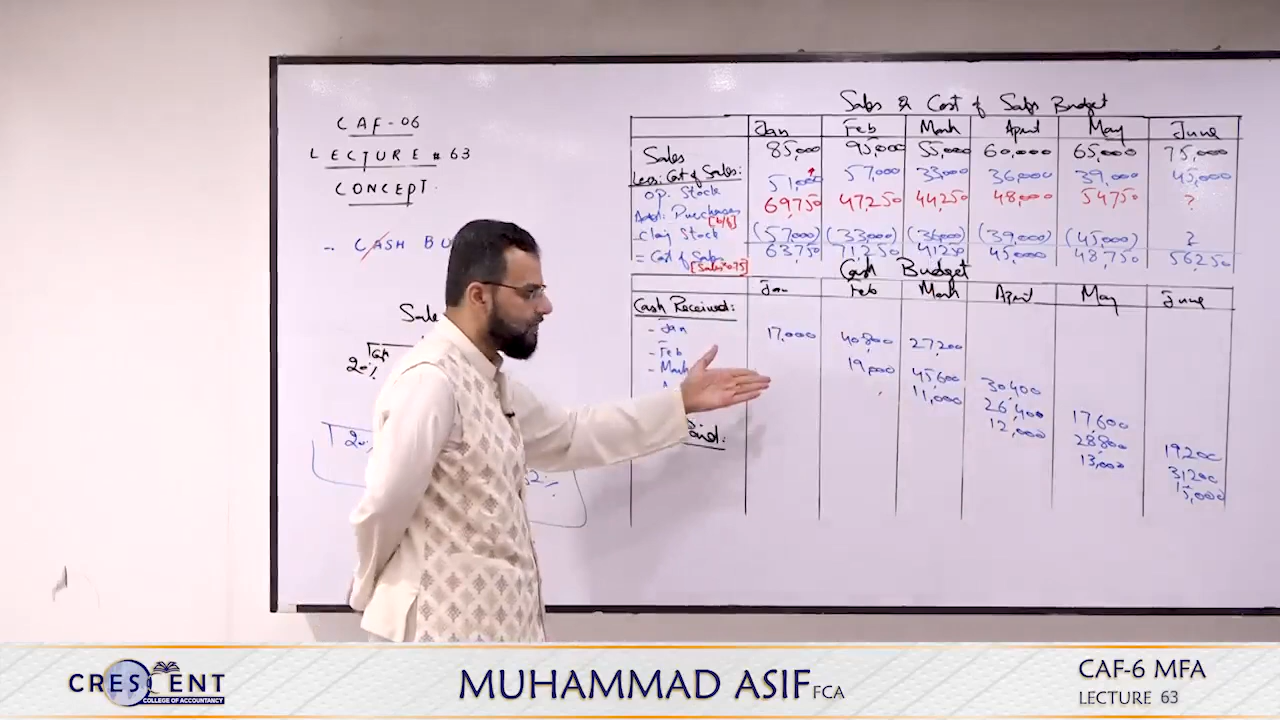 CAF-06
LECTURE # 63
CONCEPT.
- CASH BU
Sale
20%
Sales & Cost of Sales Budget
Jan Feb March April May June
Sales 85,000 95,000 55,000 60,000 65,000 75,000
Less: Cost of Sales:
op. Stock 51,000 57,000 33,000 36,000 39,000 45,000
Add: Purchases [b/f] 69,750 47,250 44,250 48,000 54,750 ?
- Clsg Stock (57,000) (33,000) (36,000) (39,000) (45,000) ?
= Cost of Sales [Sales×0.75] 63,750 71,250 41,250 45,000 48,750 56,250
Cash Budget
Jan Feb March April May June
Cash Received:
- Jan 17,000 40,800 27,200
- Feb 19,000 45,600 30,400
- March 11,000 26,400 17,600
12,000 28,800 19,200
13,000 31,200
15,000
CRESCENT
COLLEGE OF ACCOUNTANCY
MUHAMMAD ASIF FCA
CAF-6 MFA
LECTURE 63